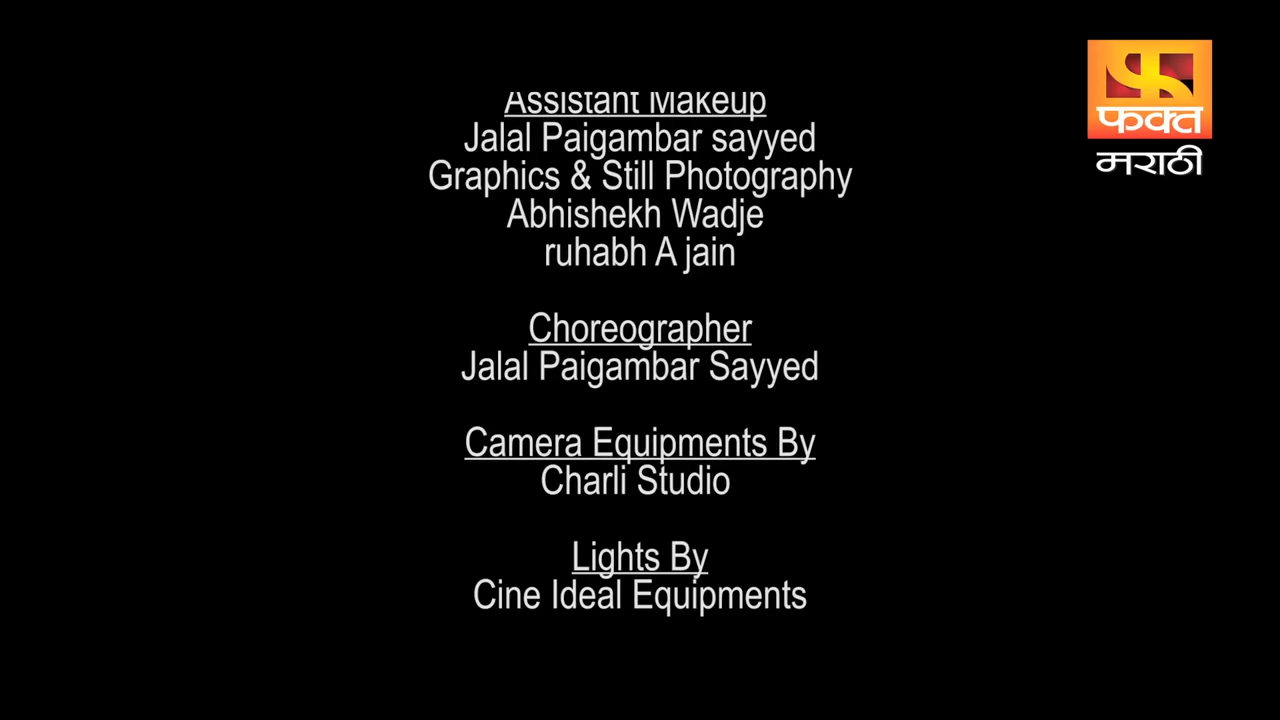 Assistant Makeup
Jalal Paigambar sayyed
Graphics & Still Photography
Abhishekh Wadje
ruhabh A jain
Choreographer
Jalal Paigambar Sayyed
Camera Equipments By
Charli Studio
Lights By
Cine Ideal Equipments
फक्त
मराठी